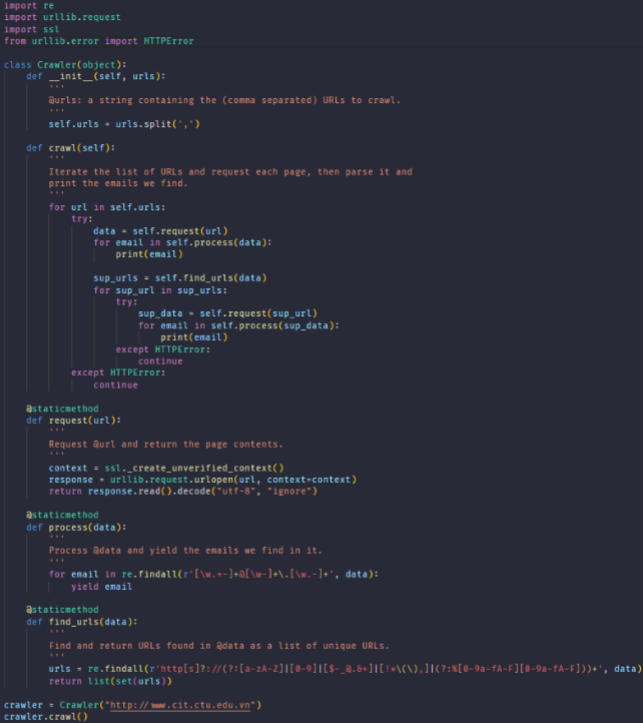 import re
import urllib.request
import ssl
from urllib.error import HTTPError
class Crawler(object):
def __init__(self, urls):
'''
@urls: a string containing the (comma separated) URLs to crawl.
'''
self.urls = urls.split(',')
def crawl(self):
'''
Iterate the list of URLs and request each page, then parse it and
print the emails we find.
'''
for url in self.urls:
try:
data = self.request(url)
for email in self.process(data):
print(email)
sup_urls = self.find_urls(data)
for sup_url in sup_urls:
try:
sup_data = self.request(sup_url)
for email in self.process(sup_data):
print(email)
except HTTPError:
continue
except HTTPError:
continue
@staticmethod
def request(url):
'''
Request @url and return the page contents.
'''
context = ssl._create_unverified_context()
response = urllib.request.urlopen(url, context=context)
return response.read().decode("utf-8", "ignore")
@staticmethod
def process(data):
'''
Process @data and yield the emails we find in it.
'''
for email in re.findall(r'[\w.+-]+@[\w-]+\.[\w.-]+', data):
yield email
@staticmethod
def find_urls(data):
'''
Find and return URLs found in @data as a list of unique URLs.
'''
urls = re.findall(r'http[s]?://(?:[a-zA-Z]|[0-9]|[$-_@.&+]|[!*\(\),]|(?:%[0-9a-fA-F][0-9a-fA-F]))+', data)
return list(set(urls))
crawler = Crawler("http://www.cit.ctu.edu.vn")
crawler.crawl()